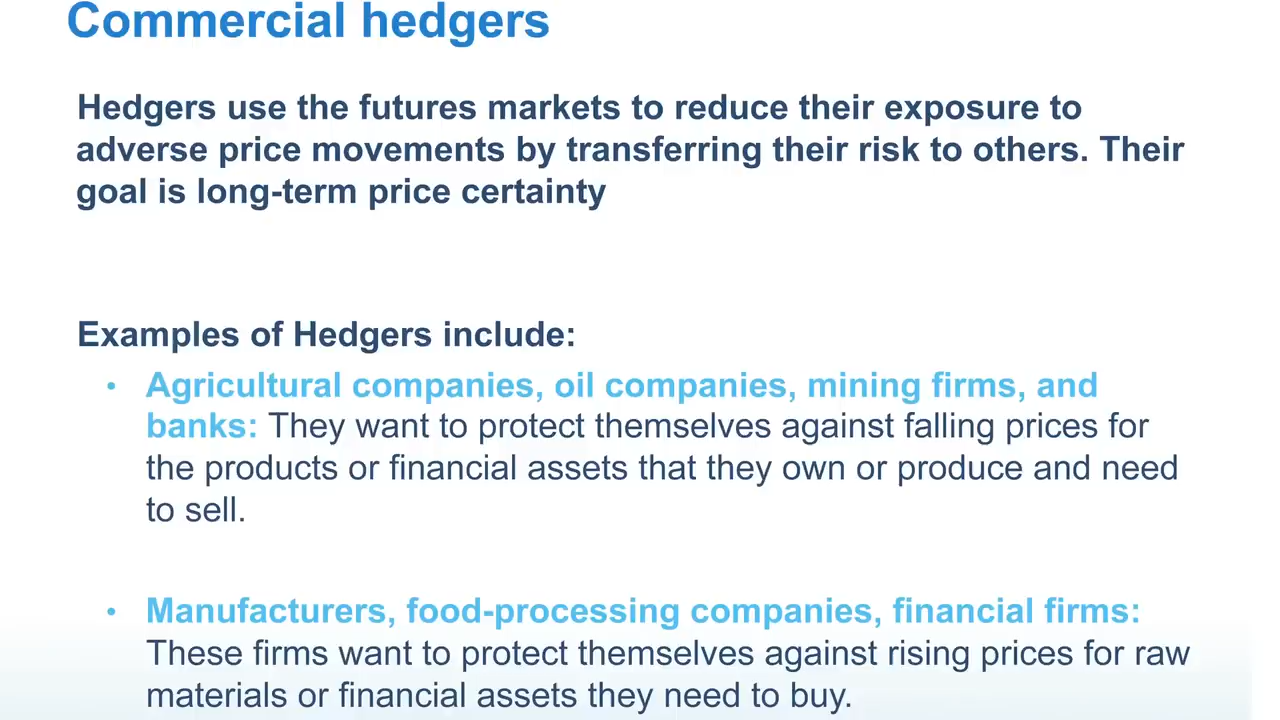 Commercial hedgers
Hedgers use the futures markets to reduce their exposure to
adverse price movements by transferring their risk to others. Their
goal is long-term price certainty
Examples of Hedgers include:
• Agricultural companies, oil companies, mining firms, and
banks: They want to protect themselves against falling prices for
the products or financial assets that they own or produce and need
to sell.
• Manufacturers, food-processing companies, financial firms:
These firms want to protect themselves against rising prices for raw
materials or financial assets they need to buy.